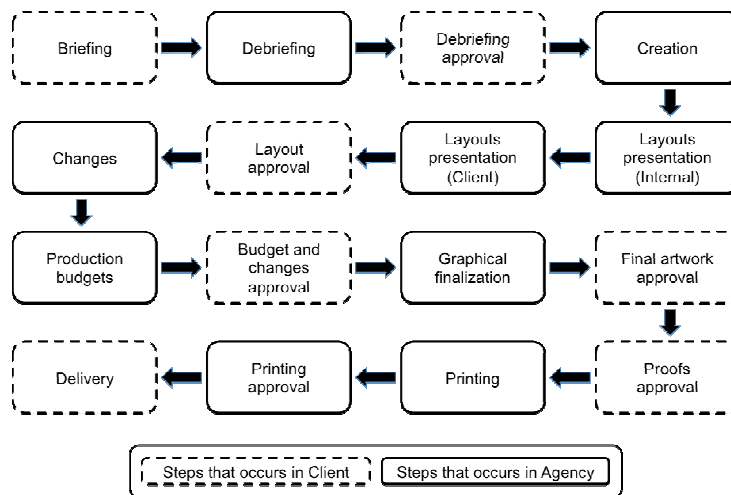 Briefing
Debriefing
Debriefing
approval
Creation
Changes
Layout
approval
Layouts
presentation
(Client)
Layouts
presentation
(Internal)
Production
budgets
Budget and
changes
approval
Graphical
finalization
Final artwork
approval
Delivery
Printing
approval
Printing
Proofs
approval
Steps that occurs in Client
Steps that occurs in Agency